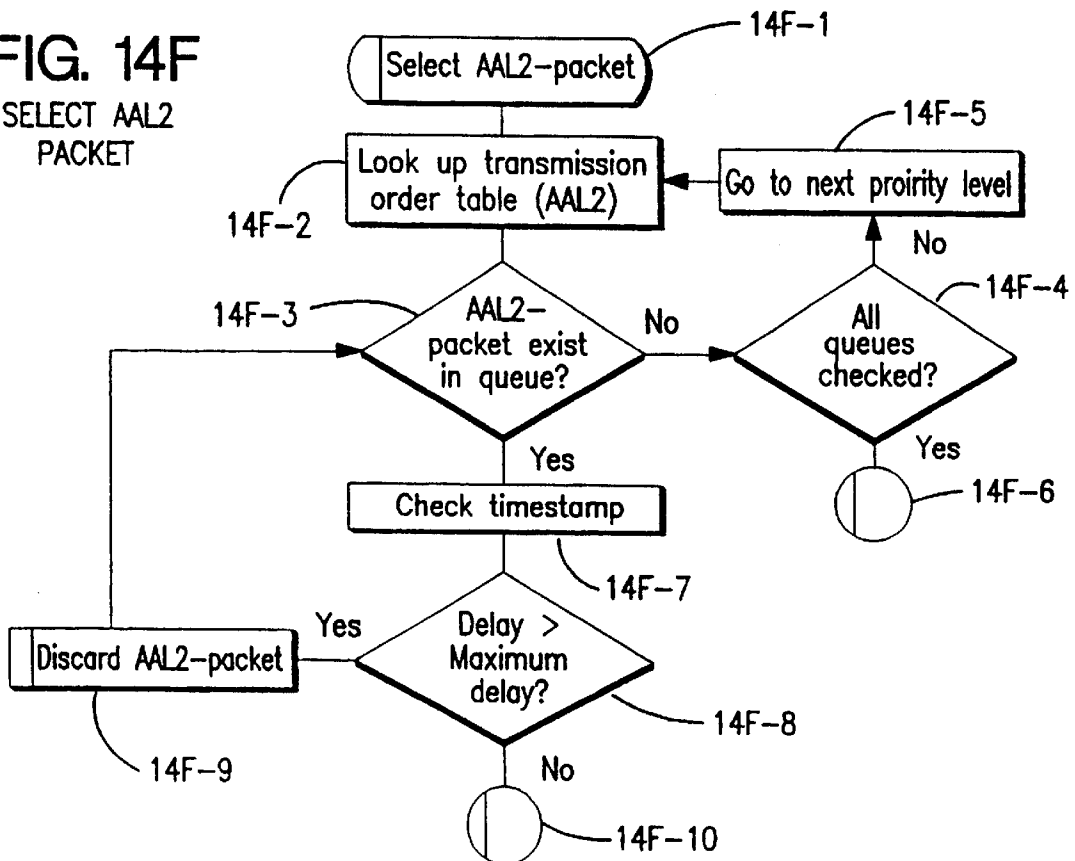 FIG. 14F
SELECT AAL2
PACKET
14F-1
Select AAL2-packet
14F-5
Look up transmission
order table (AAL2)
Go to next proirity level
14F-2
No
14F-3
AAL2-
packet exist
in queue?
No
All
queues
checked?
14F-4
Yes
Yes
14F-6
Check timestamp
14F-7
Yes
Delay >
Maximum
delay?
Discard AAL2-packet
14F-8
14F-9
No
14F-10